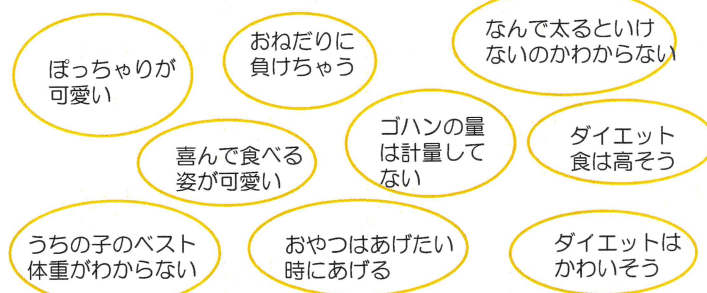 ぽっちゃりが
可愛い
おねだりに
負けちゃう
なんで太るといけ
ないのかわからない
喜んで食べる
姿が可愛い
ゴハンの量
は計量して
ない
ダイエット
食は高そう
うちの子のベスト
体重がわからない
おやつはあげたい
時にあげる
ダイエットは
かわいそう